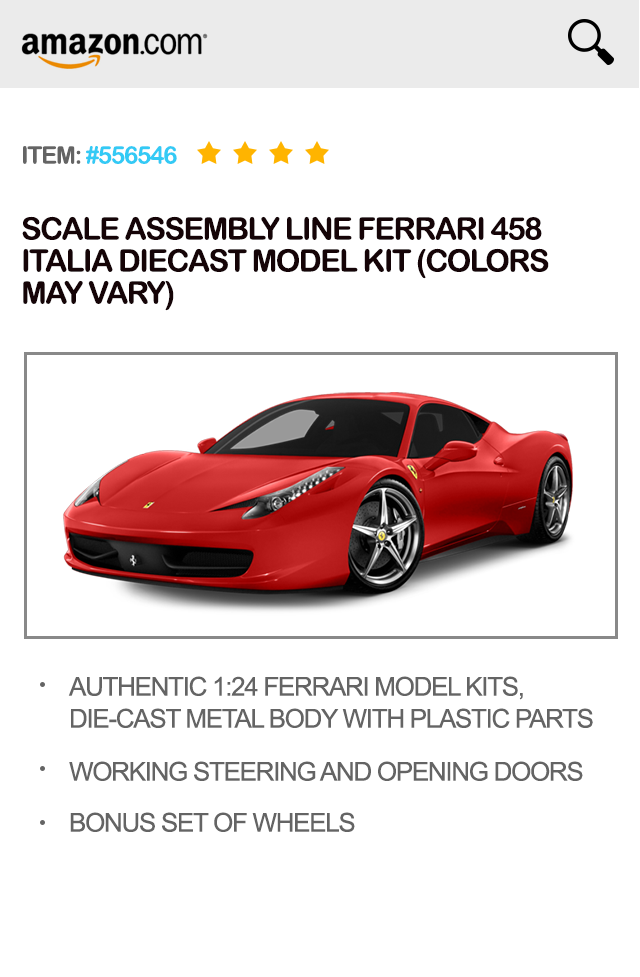 amazon.com
ITEM: #556546
SCALE ASSEMBLY LINE FERRARI 458
ITALIA DIECAST MODEL KIT (COLORS
MAY VARY)
• AUTHENTIC 1:24 FERRARI MODEL KITS,
DIE-CAST METAL BODY WITH PLASTIC PARTS
• WORKING STEERING AND OPENING DOORS
• BONUS SET OF WHEELS